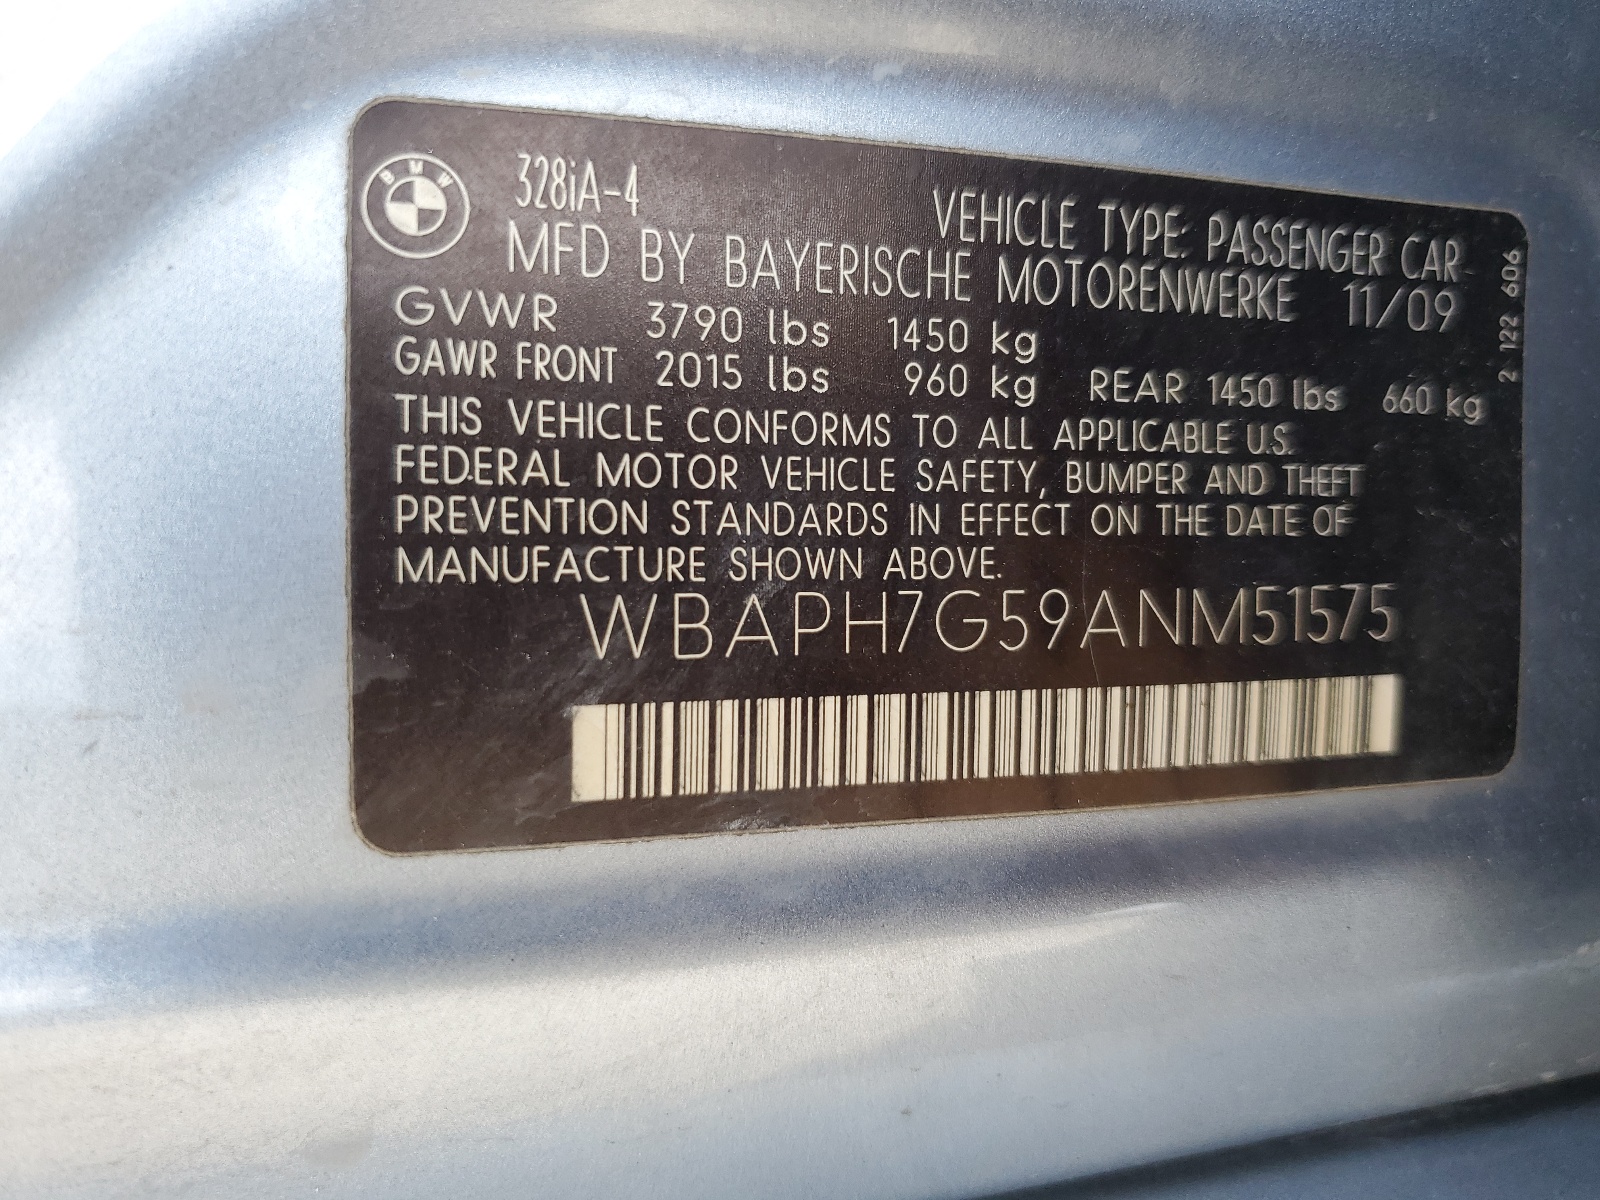 BMW
328iA-4
VEHICLE TYPE: PASSENGER CAR
MFD BY BAYERISCHE MOTORENWERKE 11/09
GVWR 3790 lbs 1450 kg
GAWR FRONT 2015 lbs 960 kg REAR 1450 lbs 660 kg
THIS VEHICLE CONFORMS TO ALL APPLICABLE U.S.
FEDERAL MOTOR VEHICLE SAFETY, BUMPER AND THEFT
PREVENTION STANDARDS IN EFFECT ON THE DATE OF
MANUFACTURE SHOWN ABOVE.
WBAPH7G59ANM51575
2 122 606